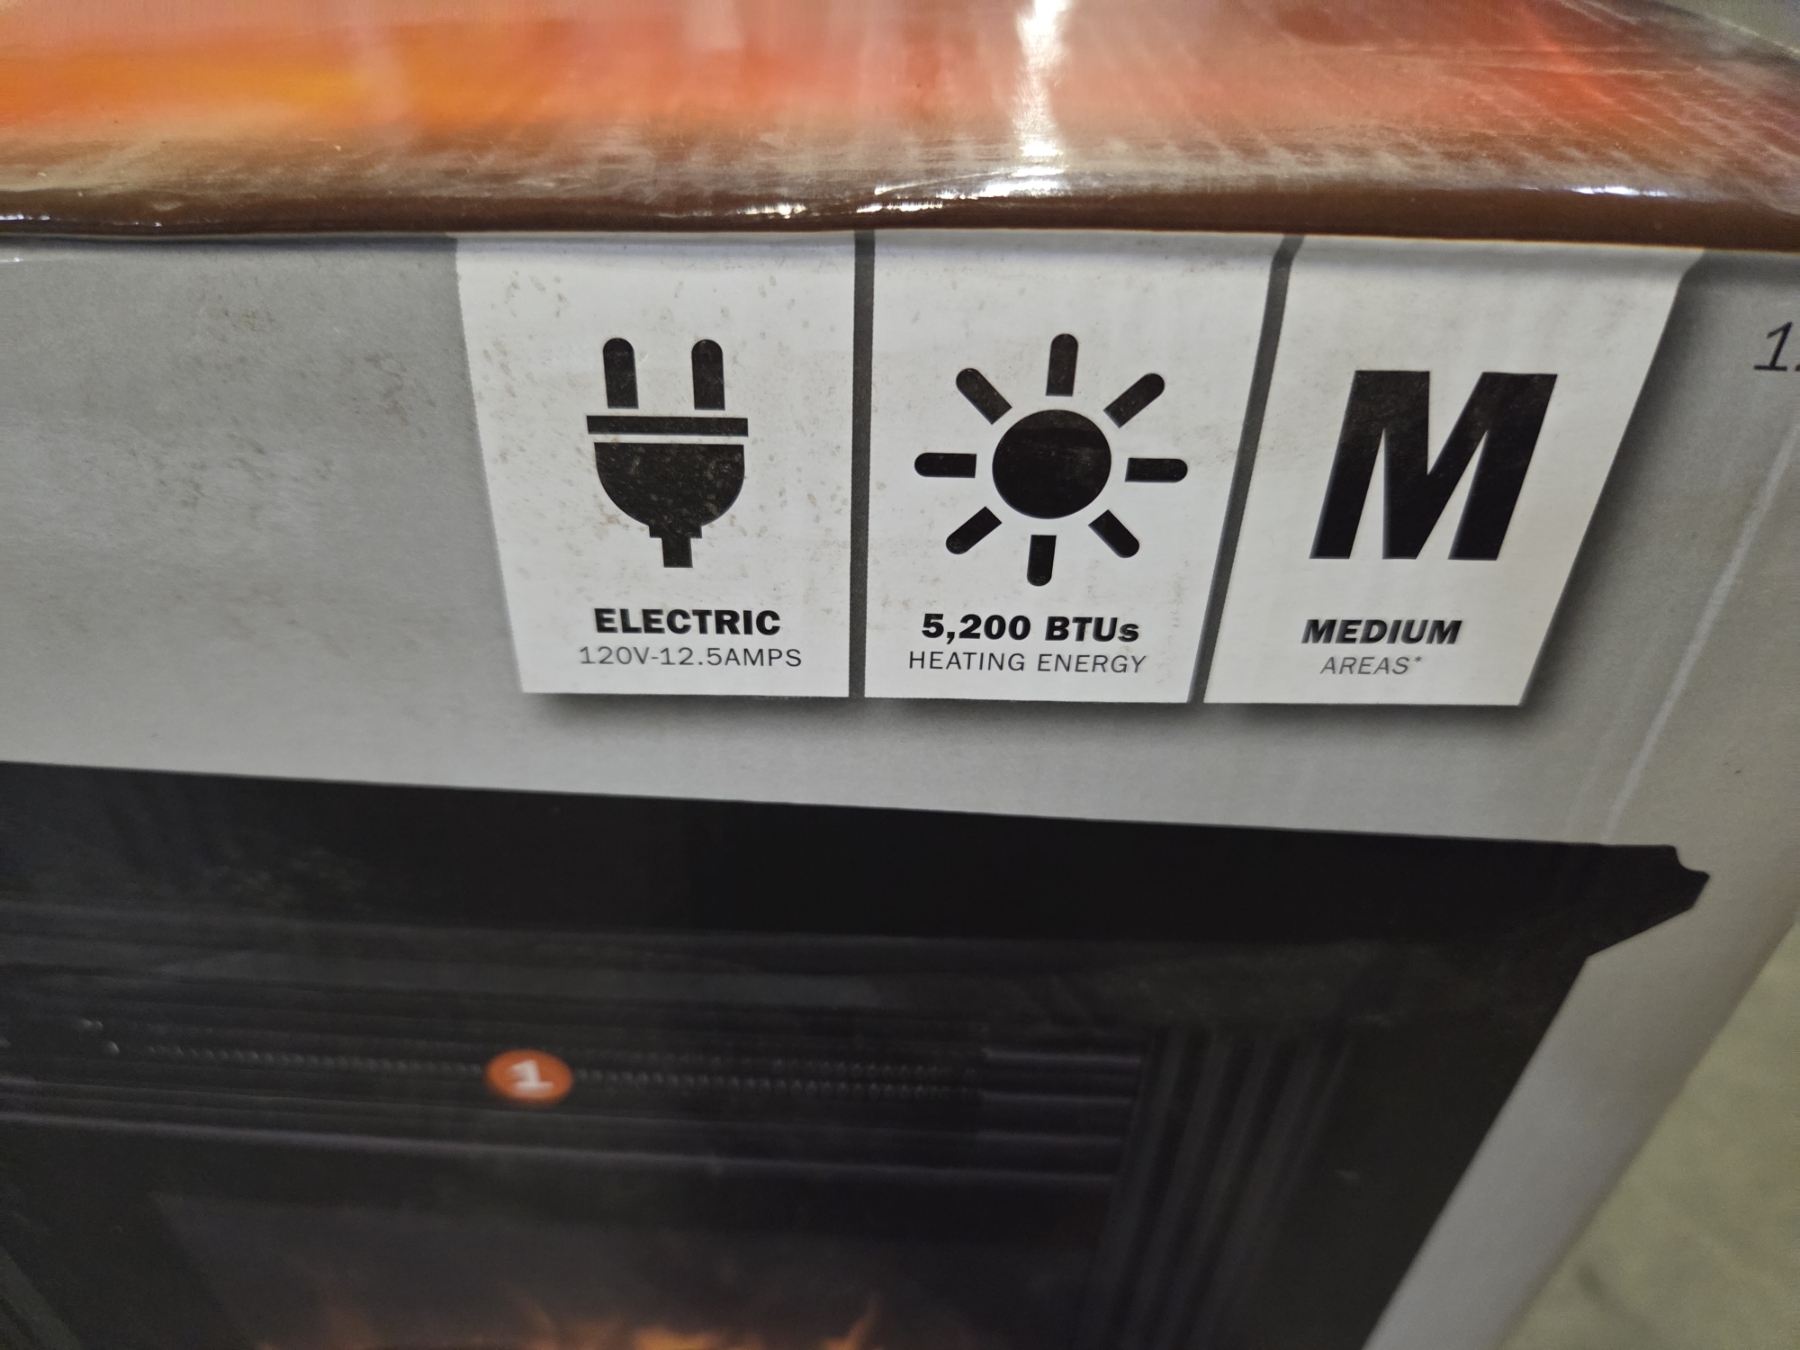 ELECTRIC
120V-12.5AMPS
5,200 BTUs
HEATING ENERGY
M
MEDIUM
AREAS*
1